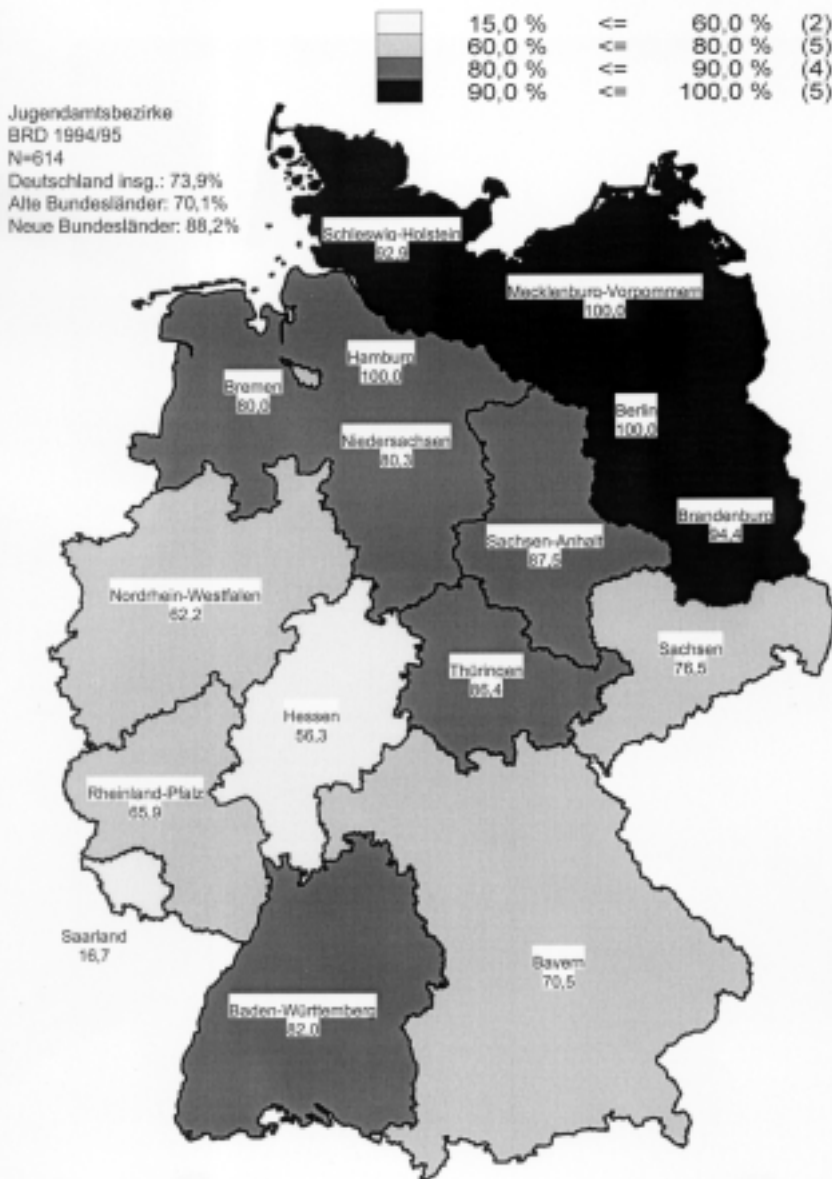 15,0 % <= 60,0 % (2)
60,0 % <= 80,0 % (5)
80,0 % <= 90,0 % (4)
90,0 % <= 100,0 % (5)
Jugendamtsbezirke
BRD 1994/95
N=614
Deutschland insg.: 73,9%
Alte Bundesländer: 70,1%
Neue Bundesländer: 88,2%
Schleswig-Holstein
92,9
Mecklenburg-Vorpommern
100,0
Hamburg
100,0
Bremen
80,0
Berlin
100,0
Niedersachsen
80,3
Brandenburg
94,4
Sachsen-Anhalt
87,5
Nordrhein-Westfalen
62,2
Sachsen
76,5
Thüringen
86,4
Hessen
56,3
Rheinland-Pfalz
65,9
Saarland
16,7
Bayern
70,5
Baden-Württemberg
82,0